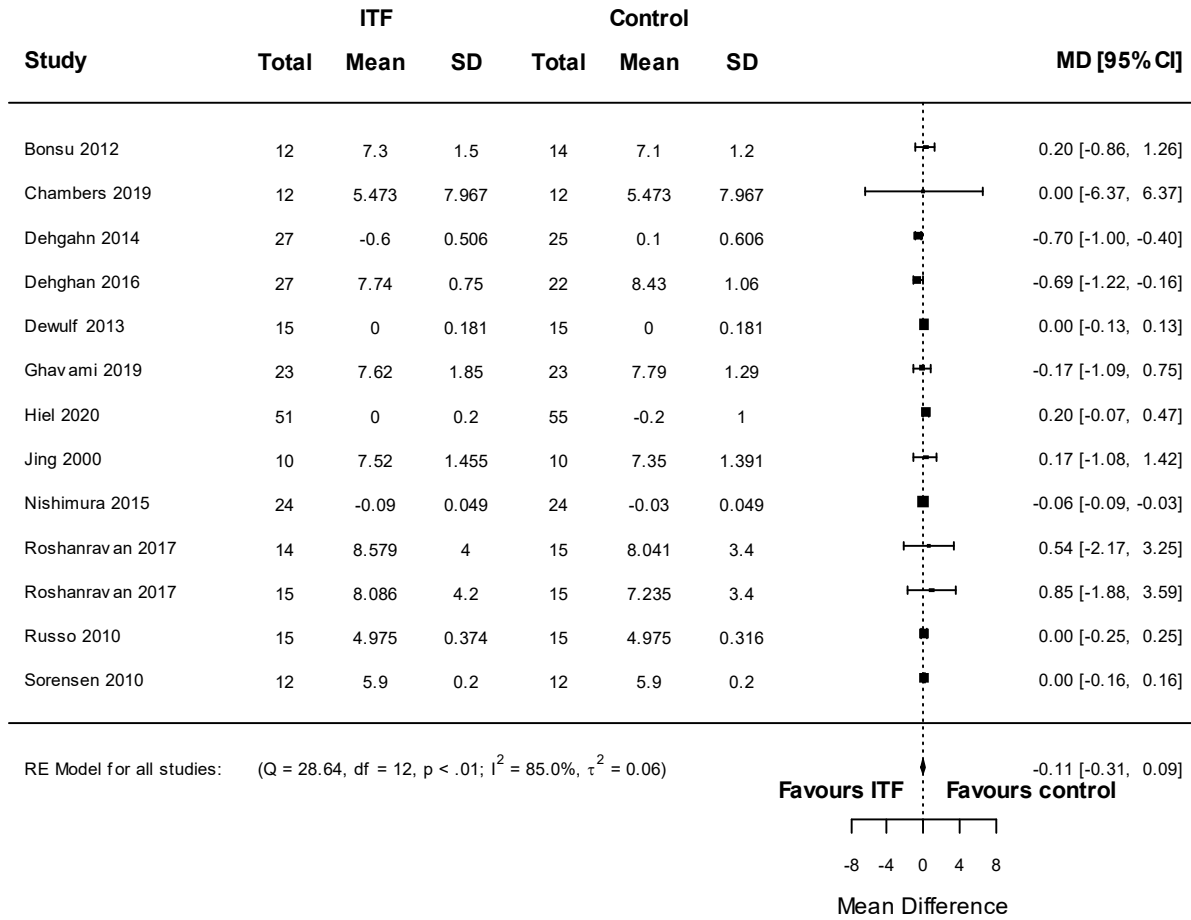 ITF Control
Study Total Mean SD Total Mean SD MD [95% CI]
Bonsu 2012 12 7.3 1.5 14 7.1 1.2 0.20 [-0.86, 1.26]
Chambers 2019 12 5.473 7.967 12 5.473 7.967 0.00 [-6.37, 6.37]
Dehgahn 2014 27 -0.6 0.506 25 0.1 0.606 -0.70 [-1.00, -0.40]
Dehghan 2016 27 7.74 0.75 22 8.43 1.06 -0.69 [-1.22, -0.16]
Dewulf 2013 15 0 0.181 15 0 0.181 0.00 [-0.13, 0.13]
Ghavami 2019 23 7.62 1.85 23 7.79 1.29 -0.17 [-1.09, 0.75]
Hiel 2020 51 0 0.2 55 -0.2 1 0.20 [-0.07, 0.47]
Jing 2000 10 7.52 1.455 10 7.35 1.391 0.17 [-1.08, 1.42]
Nishimura 2015 24 -0.09 0.049 24 -0.03 0.049 -0.06 [-0.09, -0.03]
Roshanravan 2017 14 8.579 4 15 8.041 3.4 0.54 [-2.17, 3.25]
Roshanravan 2017 15 8.086 4.2 15 7.235 3.4 0.85 [-1.88, 3.59]
Russo 2010 15 4.975 0.374 15 4.975 0.316 0.00 [-0.25, 0.25]
Sorensen 2010 12 5.9 0.2 12 5.9 0.2 0.00 [-0.16, 0.16]
RE Model for all studies: (Q = 28.64, df = 12, p < .01; I² = 85.0%, τ² = 0.06) -0.11 [-0.31, 0.09]
Favours ITF Favours control
-8 -4 0 4 8
Mean Difference